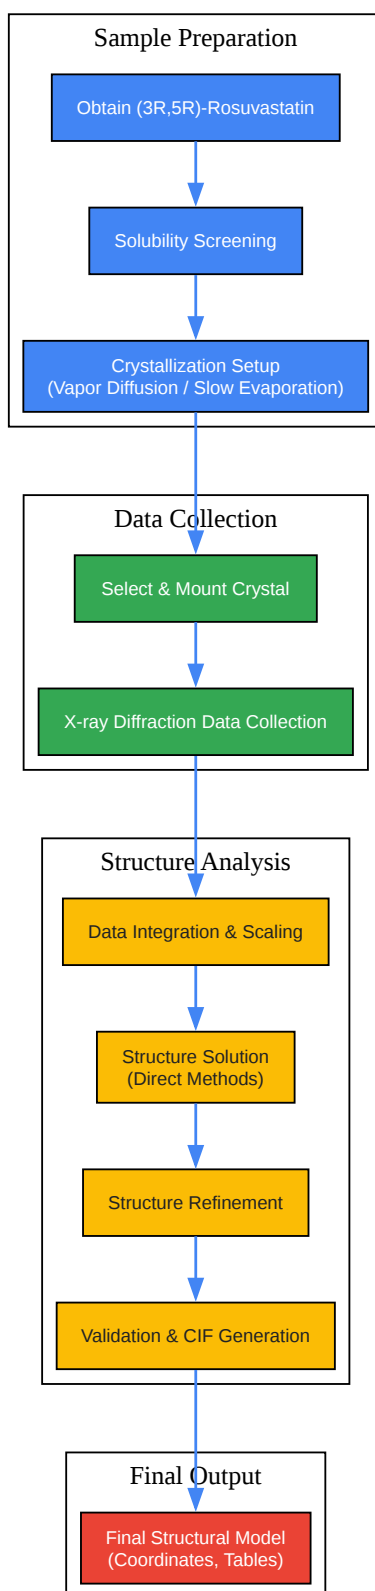 Sample Preparation
Obtain (3R,5R)-Rosuvastatin
Solubility Screening
Crystallization Setup
(Vapor Diffusion / Slow Evaporation)
Data Collection
Select & Mount Crystal
X-ray Diffraction Data Collection
Structure Analysis
Data Integration & Scaling
Structure Solution
(Direct Methods)
Structure Refinement
Validation & CIF Generation
Final Output
Final Structural Model
(Coordinates, Tables)